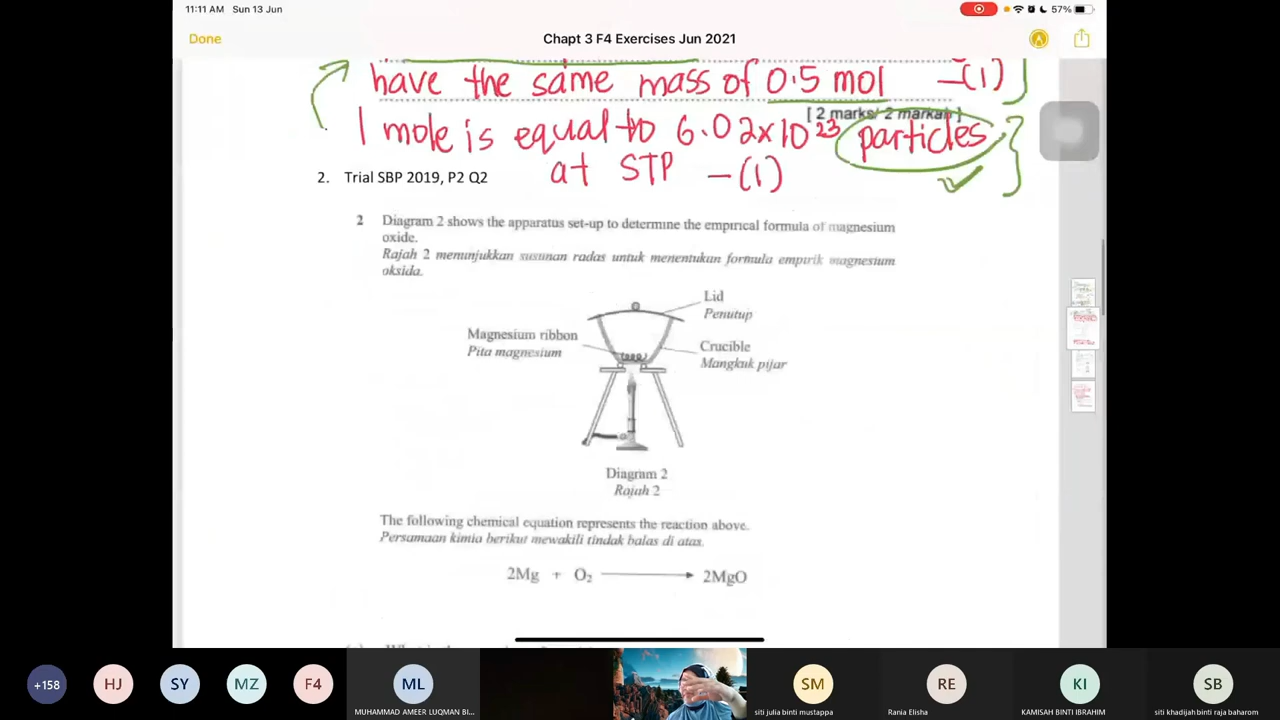 11:11 AM Sun 13 Jun
57%
Done
Chapt 3 F4 Exercises Jun 2021
have the same mass of 0.5 mol –(1)
[ 2 marks/ 2 markah ]
1 mole is equal to 6.02x10 23 particles
at STP –(1)
2. Trial SBP 2019, P2 Q2
2 Diagram 2 shows the apparatus set-up to determine the empirical formula of magnesium
oxide.
Rajah 2 menunjukkan susunan radas untuk menentukan formula empirik magnesium
oksida.
Lid
Penutup
Magnesium ribbon
Pita magnesium
Crucible
Mangkuk pijar
Diagram 2
Rajah 2
The following chemical equation represents the reaction above.
Persamaan kimia berikut mewakili tindak balas di atas.
2Mg + O₂ → 2MgO
+158
HJ
SY
MZ
F4
ML
SM
RE
KI
SB
MUHAMMAD AMEER LUQMAN BI...
siti julia binti mustappa
Rania Elisha
KAMISAH BINTI IBRAHIM
siti khadijah binti raja baharom